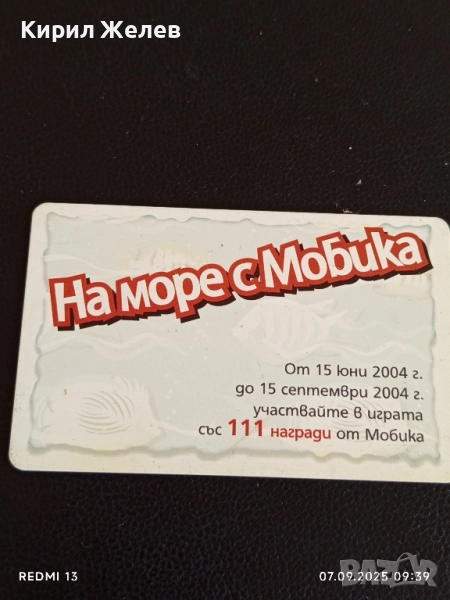 Кирил Желев
На море с Мобика
От 15 юни 2004 г.
до 15 септември 2004 г.
участвайте в играта
със 111 награди от Мобика
REDMI 13
07.09.2025 09:39
BAZAR